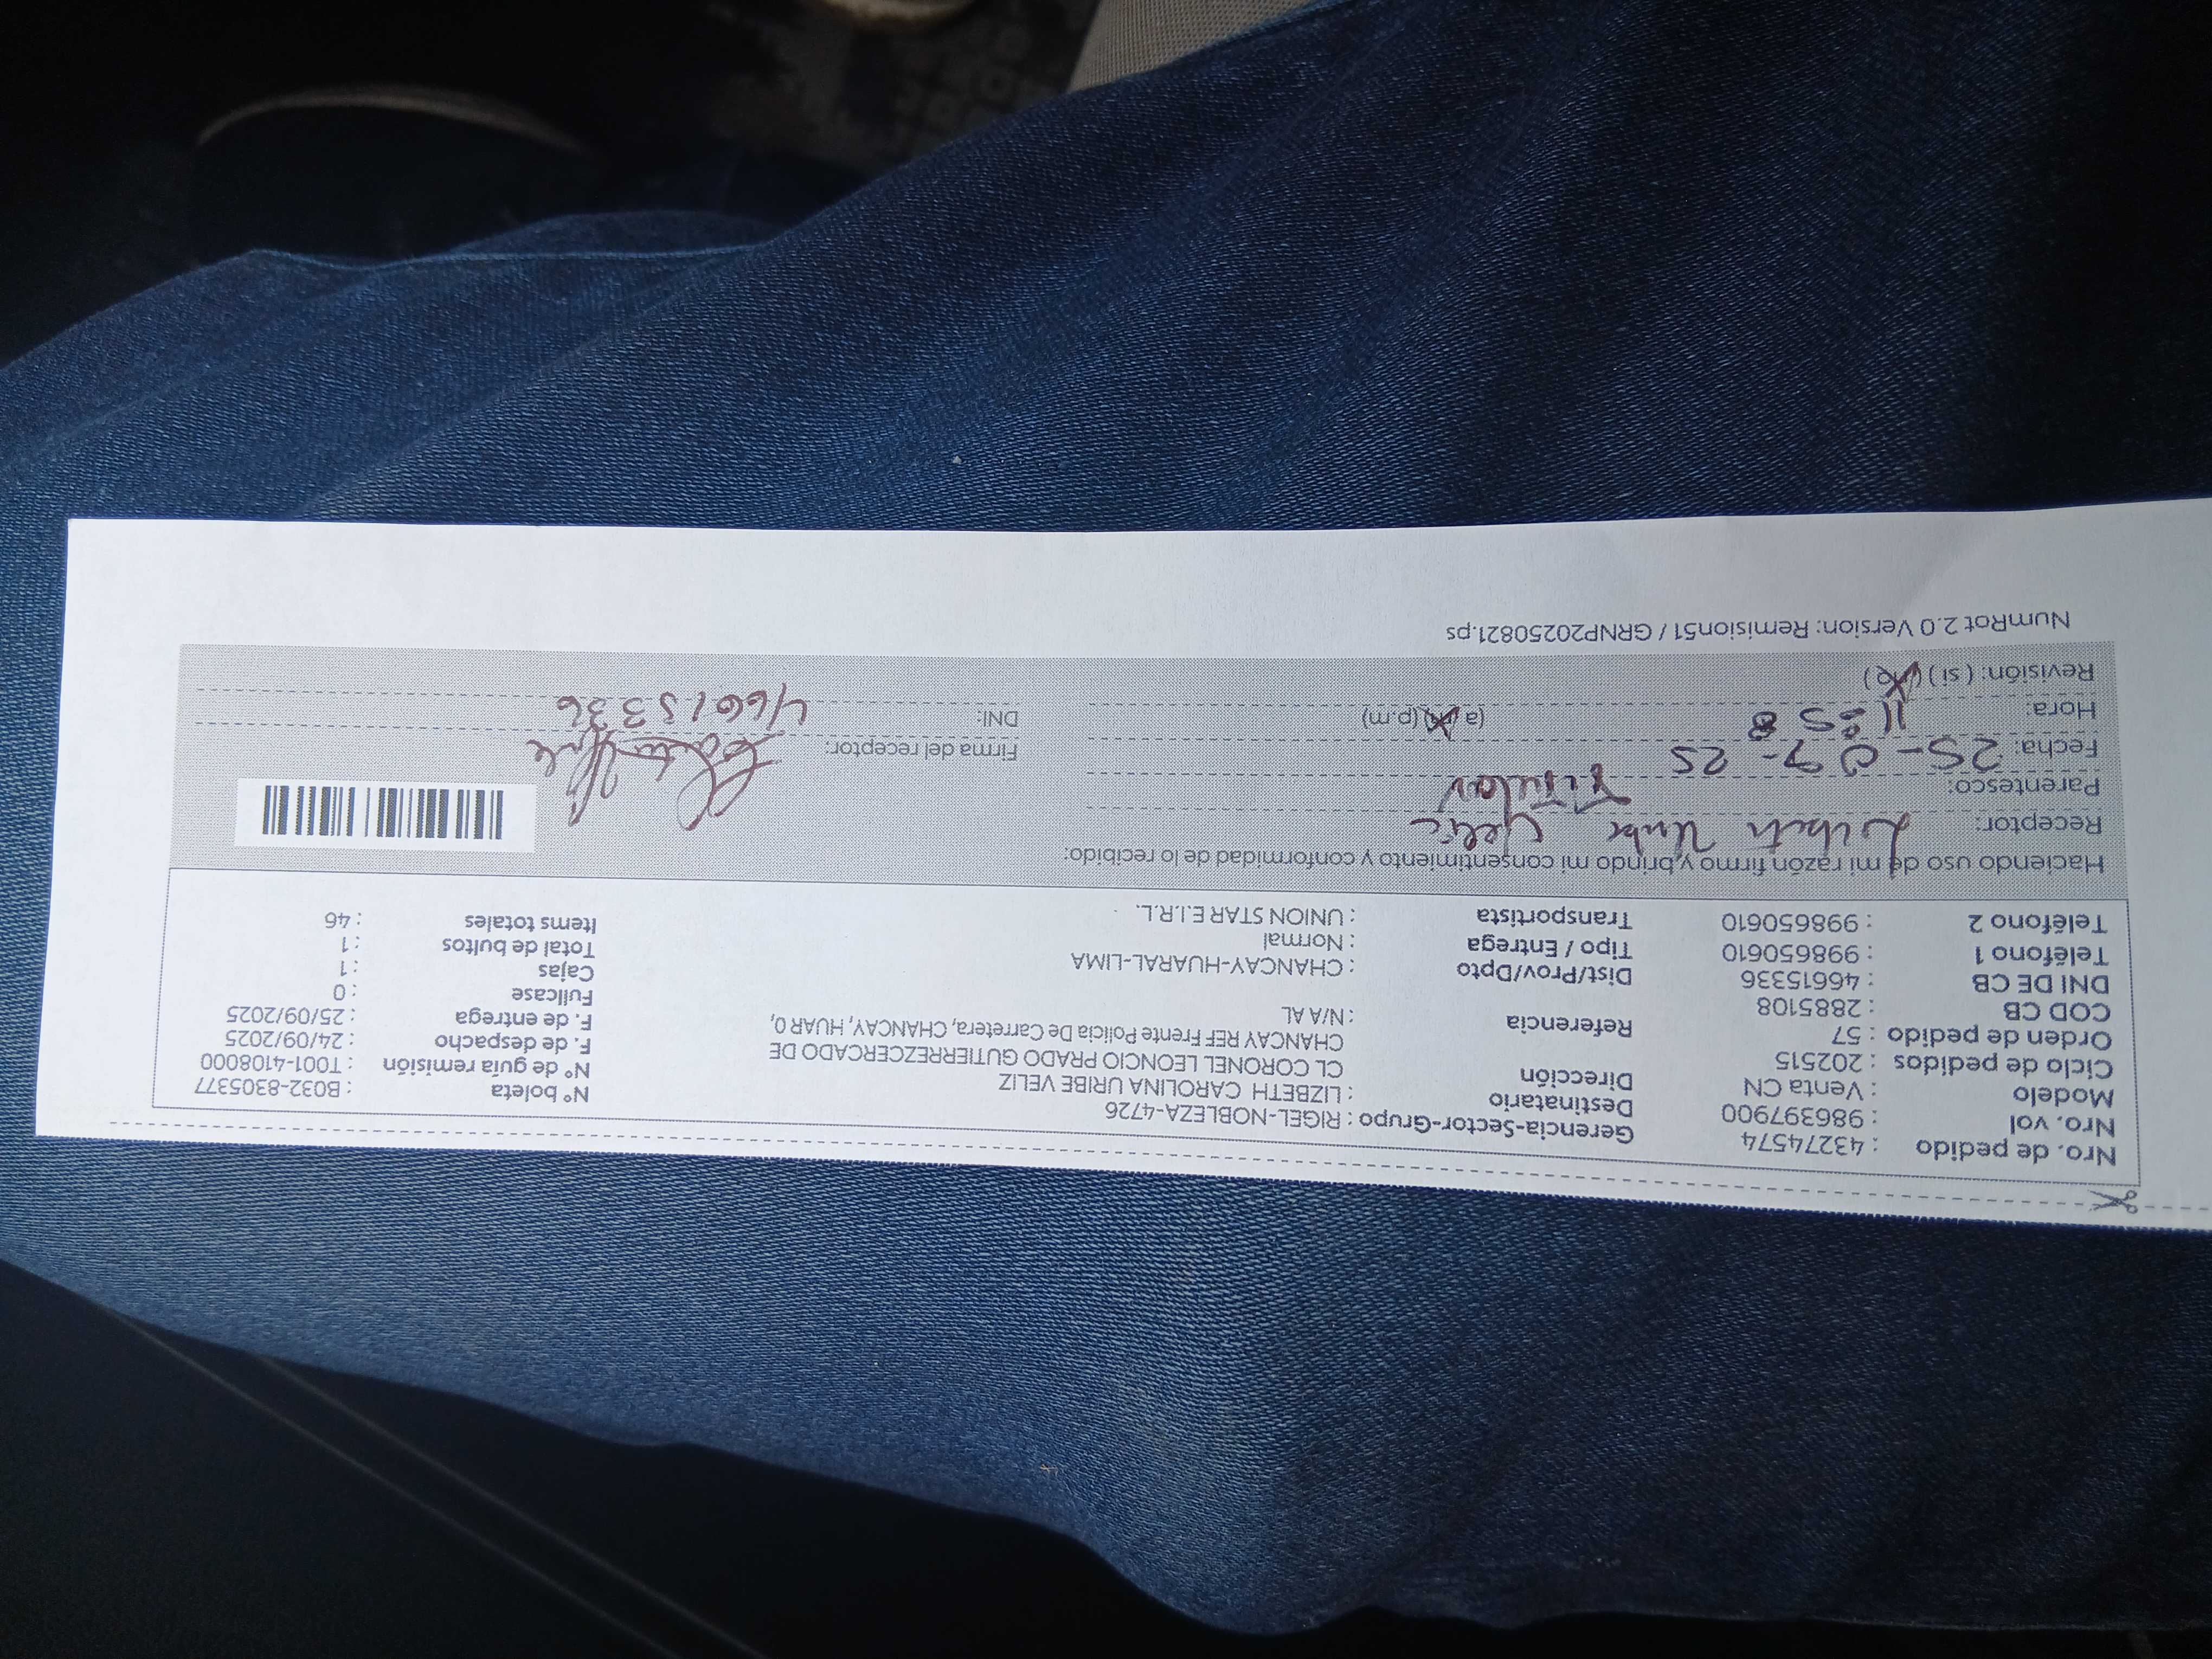 Nro. de pedido : 43274574 Gerencia-Sector-Grupo : RIGEL-NOBLEZA-4726 N° boleta : B032-8305377
Nro. vol : 986397900 Destinatario : LIZBETH CAROLINA URIBE VELIZ N° de guía remisión : T001-4108000
Modelo : Venta CN Dirección CL CORONEL LEONCIO PRADO GUTIERREZCERCADO DE F. de despacho : 24/09/2025
Ciclo de pedidos : 202515 CHANCAY REF Frente Policia De Carretera, CHANCAY, HUAR 0, F. de entrega : 25/09/2025
Orden de pedido : 57 Referencia : N/A AL Fullcase : 0
COD CB : 2885108 Cajas : 1
DNI DE CB : 46615336 Dist/Prov/Dpto : CHANCAY-HUARAL-LIMA Total de bultos : 1
Teléfono 1 : 998650610 Tipo / Entrega : Normal Items totales : 46
Teléfono 2 : 998650610 Transportista : UNION STAR E.I.R.L.
Haciendo uso de mi razón firmo y brindo mi consentimiento y conformidad de lo recibido:
Receptor: Lizbeth Uribe Veliz
Parentesco: Titular
Fecha: 25-09-25 Firma del receptor:
Hora: 11:58 (a.m) (p.m) DNI: 46615336
Revisión: (si) (no)
NumRot 2.0 Version: Remision51 / GRNP20250821.ps